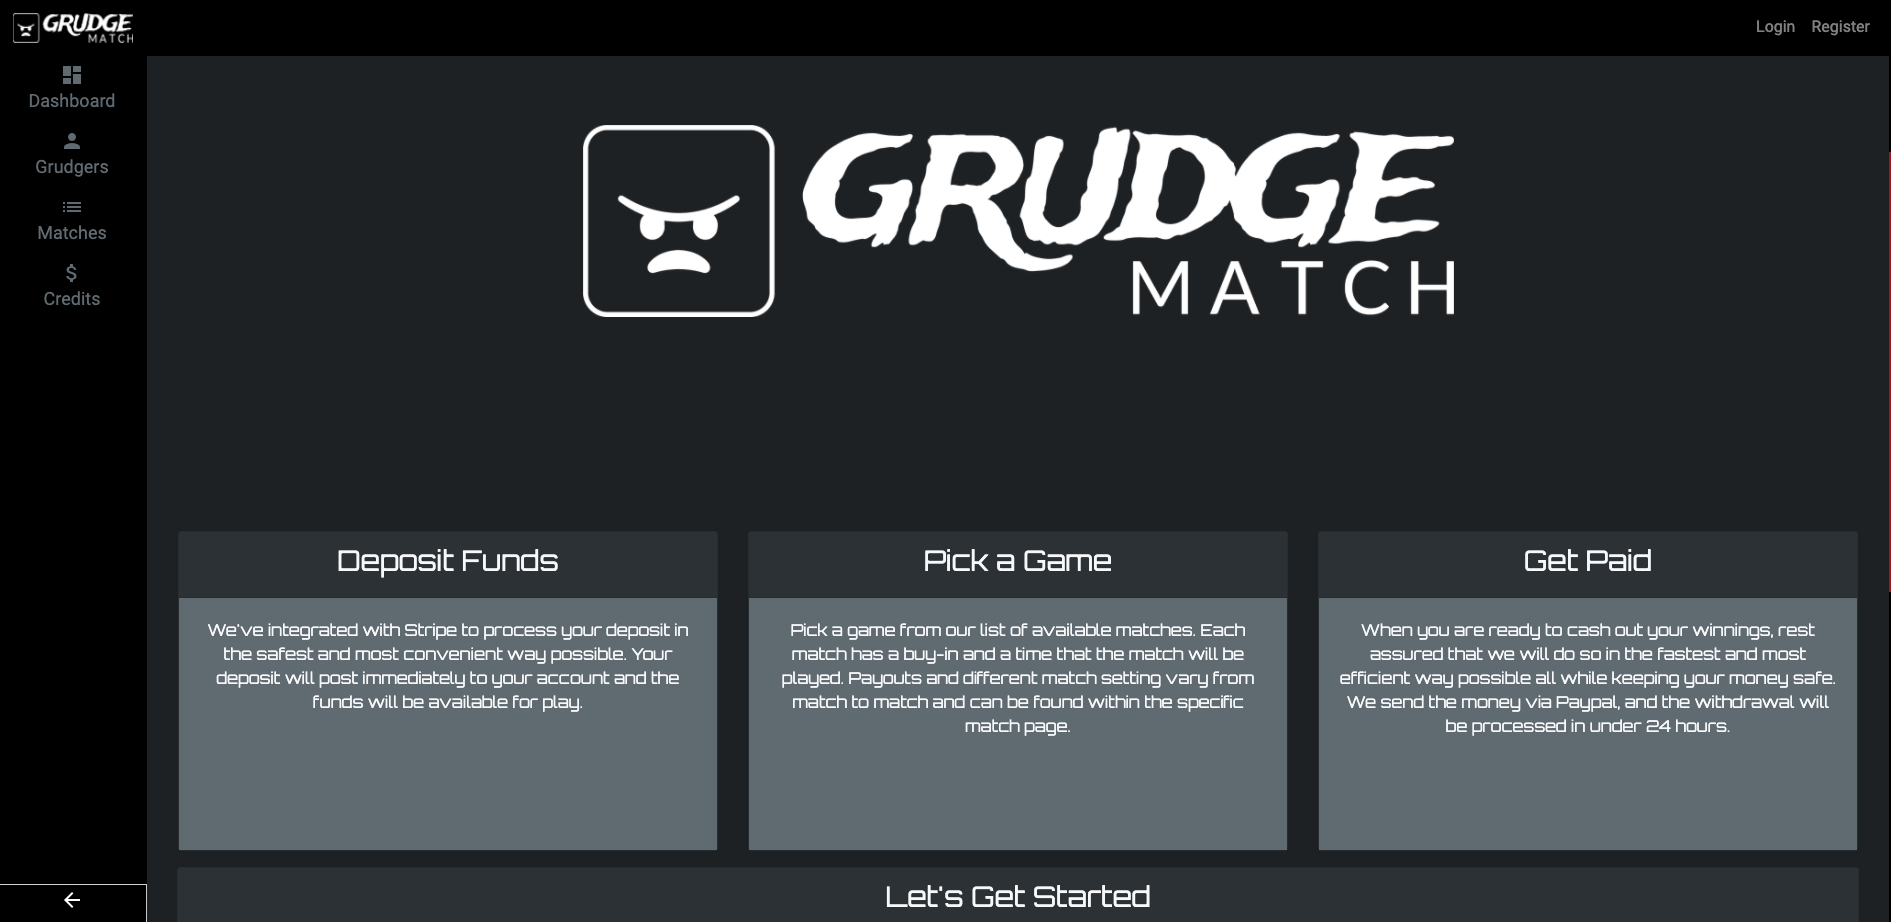 GRUDGE
MATCH
Login Register
Dashboard
Grudgers
Matches
Credits
GRUDGE
MATCH
Deposit Funds
We've integrated with Stripe to process your deposit in
the safest and most convenient way possible. Your
deposit will post immediately to your account and the
funds will be available for play.
Pick a Game
Pick a game from our list of available matches. Each
match has a buy-in and a time that the match will be
played. Payouts and different match setting vary from
match to match and can be found within the specific
match page.
Get Paid
When you are ready to cash out your winnings, rest
assured that we will do so in the fastest and most
efficient way possible all while keeping your money safe.
We send the money via Paypal, and the withdrawal will
be processed in under 24 hours.
Let's Get Started